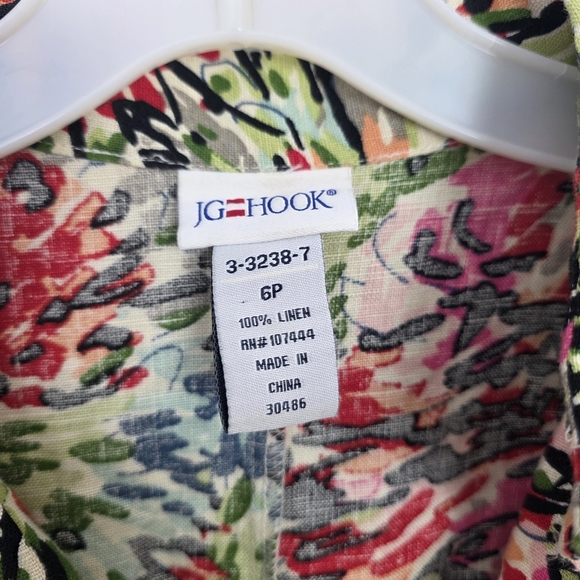 JG HOOK®
3-3238-7
6P
100% LINEN
RN#107444
MADE IN
CHINA
30486